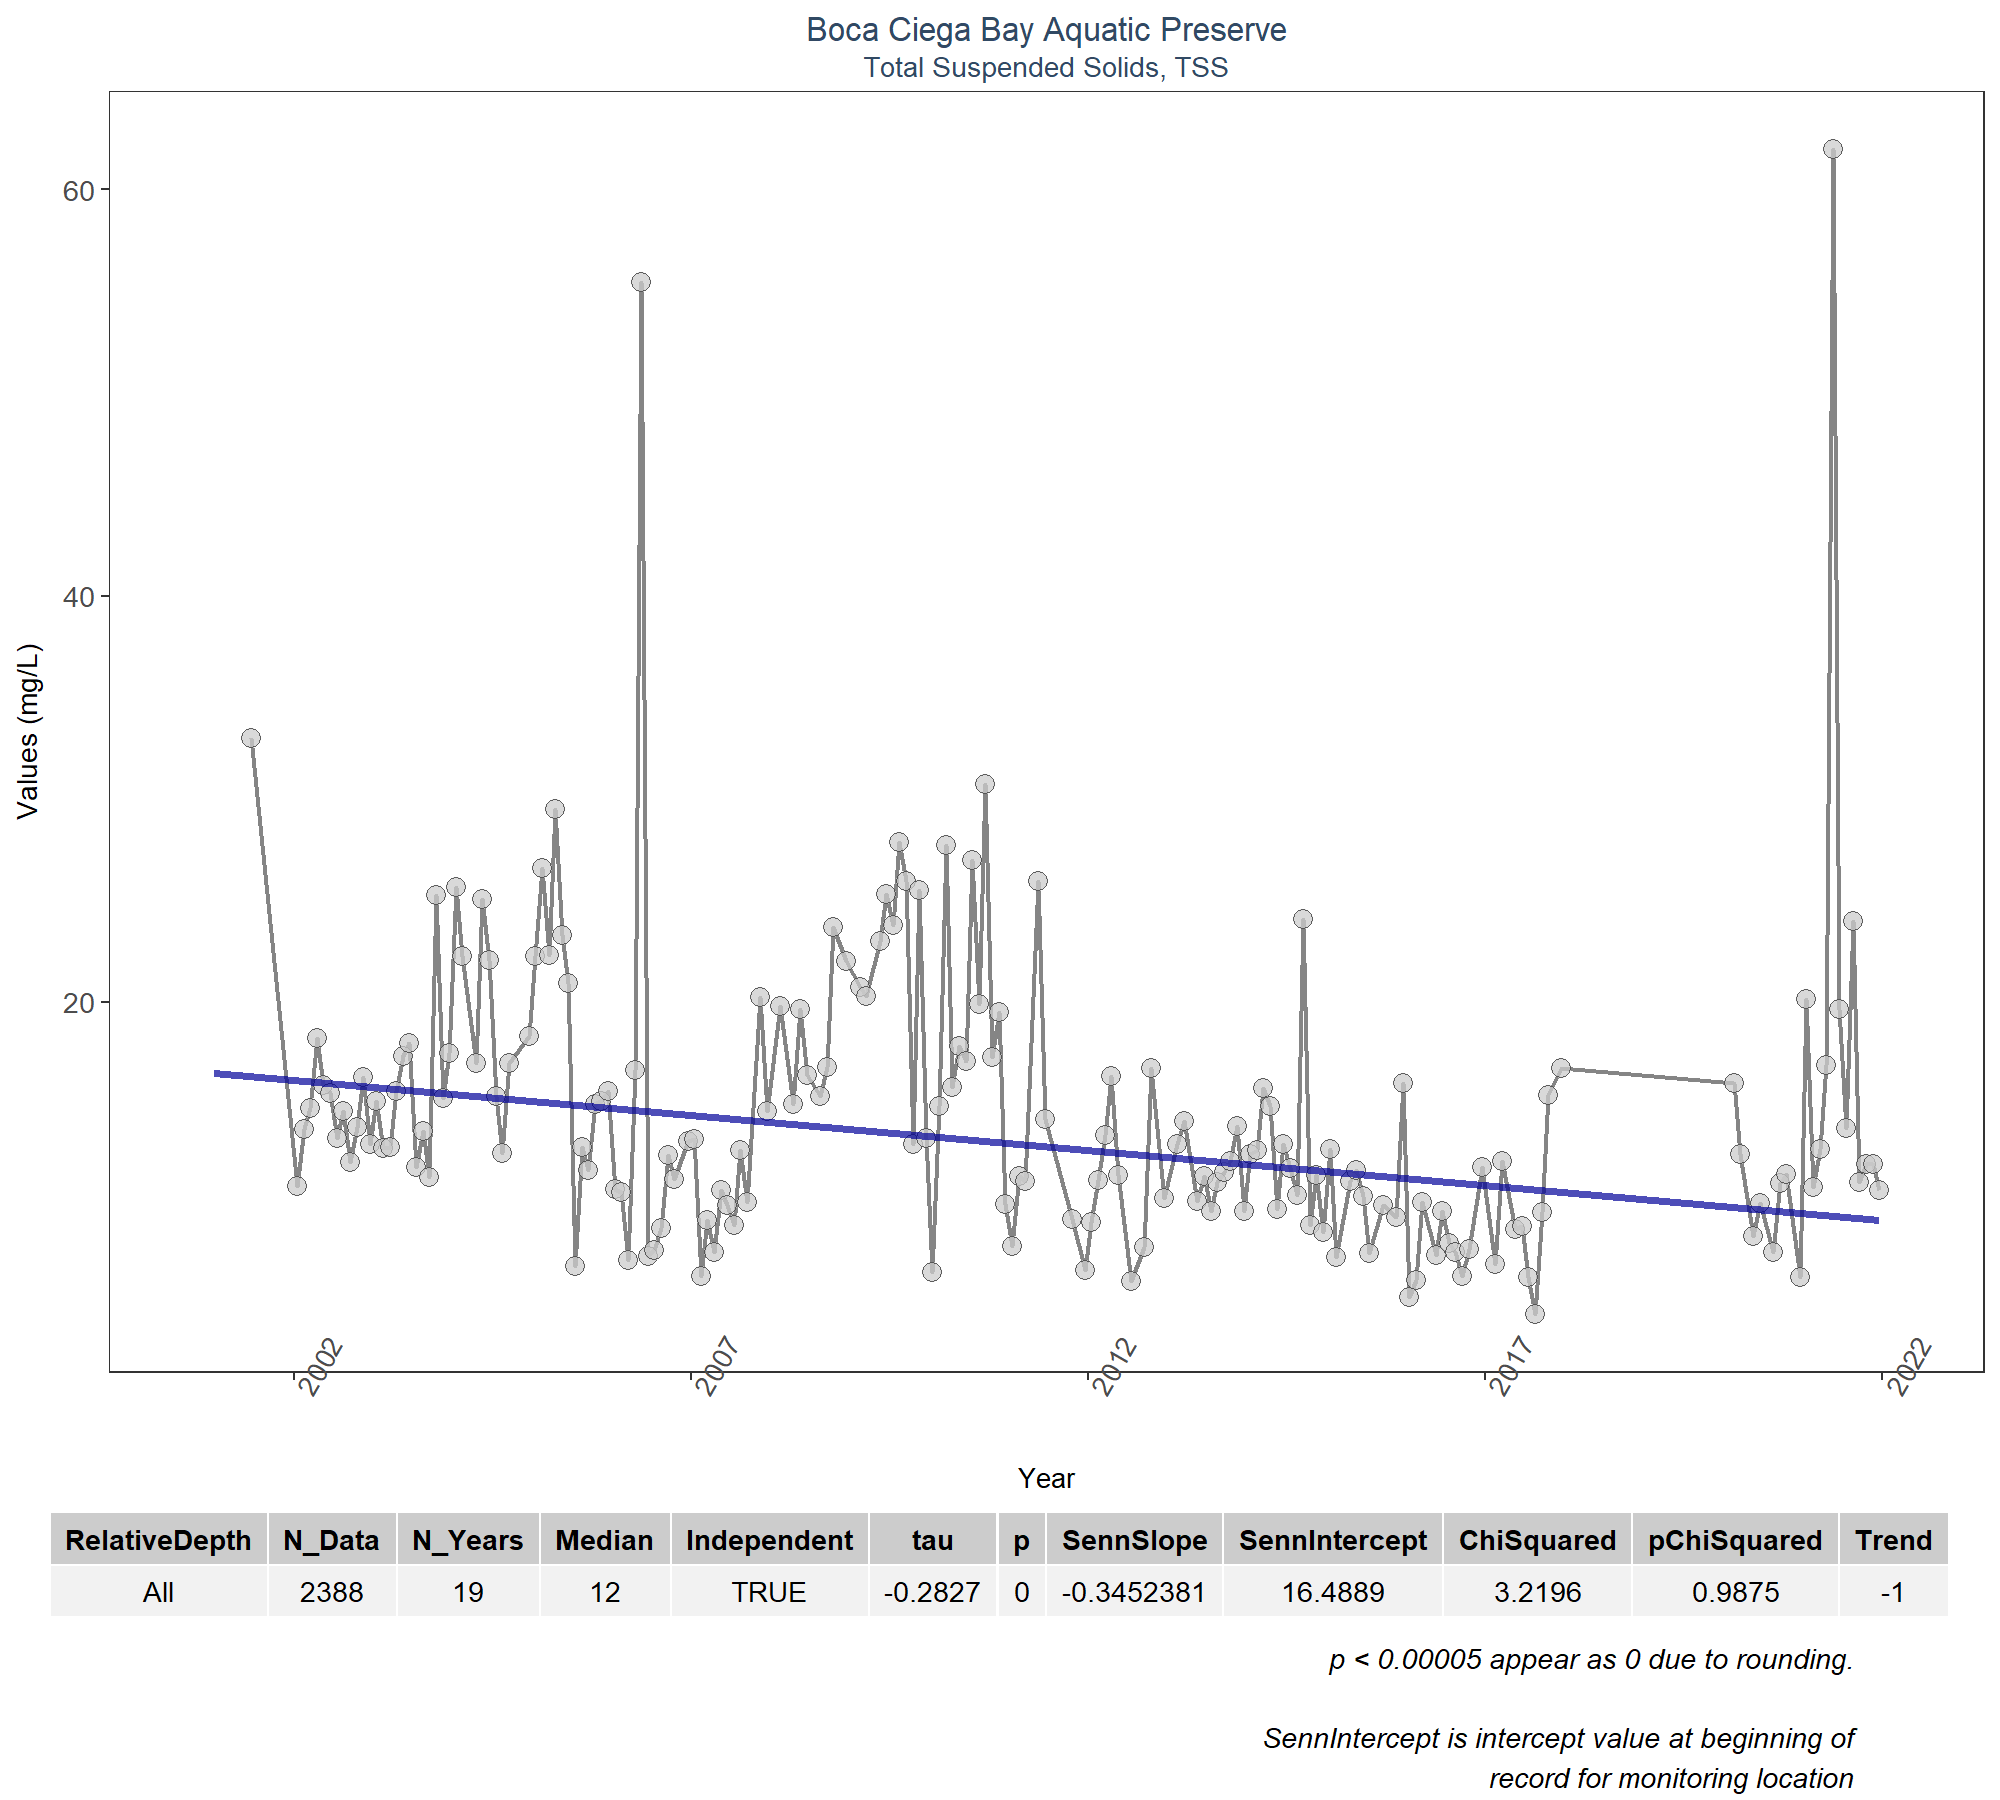 Boca Ciega Bay Aquatic Preserve
Total Suspended Solids, TSS
60
40
20
Values (mg/L)
2002
2007
2012
2017
2022
Year
RelativeDepth N_Data N_Years Median Independent tau p SennSlope SennIntercept ChiSquared pChiSquared Trend
All 2388 19 12 TRUE -0.2827 0 -0.3452381 16.4889 3.2196 0.9875 -1
p < 0.00005 appear as 0 due to rounding.
SennIntercept is intercept value at beginning of
record for monitoring location